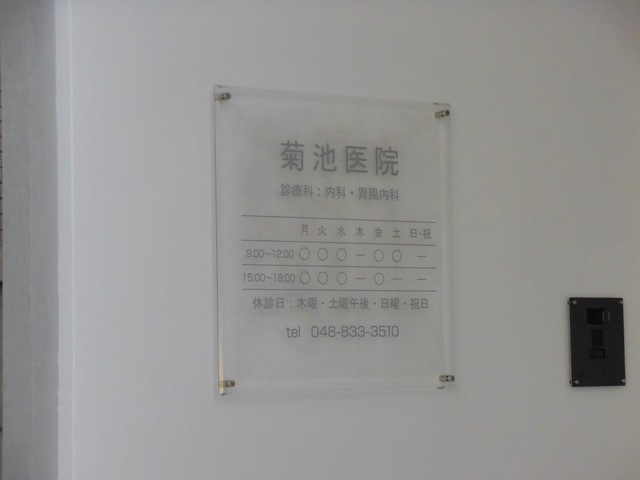 菊池医院
診療科：内科・胃腸内科
月 火 水 木 金 土 日・祝
9:00〜12:00 ○ ○ ○ ー ○ ○ ー
15:00〜18:00 ○ ○ ○ ー ○ ー ー
休診日：木曜・土曜午後・日曜・祝日
tel 048-833-3510